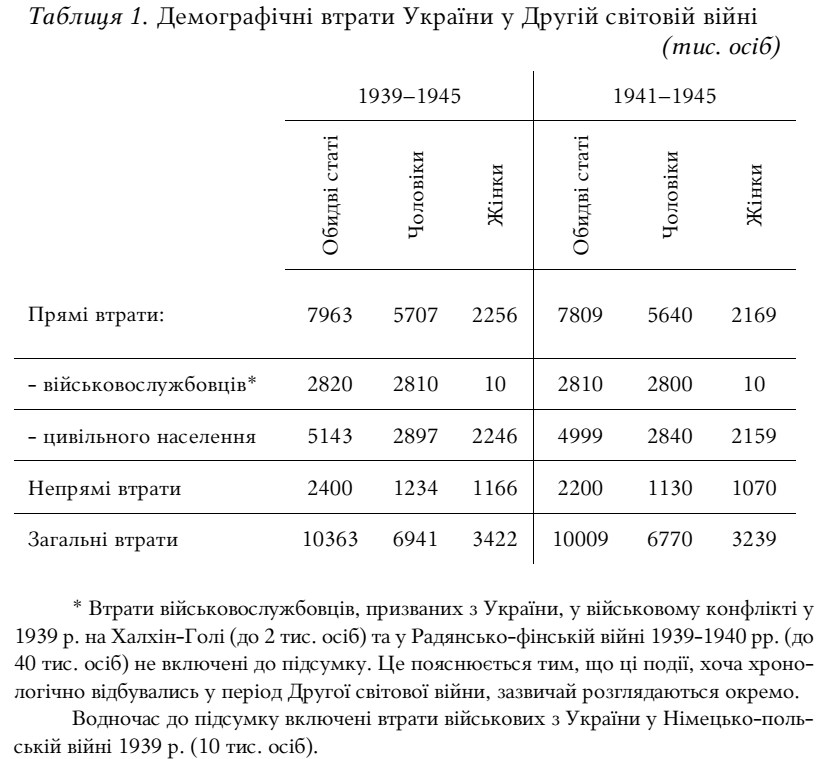 Таблиця 1. Демографічні втрати України у Другій світовій війні
(тис. осіб)
1939–1945 1941–1945
Обидві статі Чоловіки Жінки Обидві статі Чоловіки Жінки
Прямі втрати: 7963 5707 2256 7809 5640 2169
- військовослужбовців* 2820 2810 10 2810 2800 10
- цивільного населення 5143 2897 2246 4999 2840 2159
Непрямі втрати 2400 1234 1166 2200 1130 1070
Загальні втрати 10363 6941 3422 10009 6770 3239
* Втрати військовослужбовців, призваних з України, у військовому конфлікті у
1939 р. на Халхін-Голі (до 2 тис. осіб) та у Радянсько-фінській війні 1939-1940 рр. (до
40 тис. осіб) не включені до підсумку. Це пояснюється тим, що ці події, хоча хроно-
логічно відбувались у період Другої світової війни, зазвичай розглядаються окремо.
Водночас до підсумку включені втрати військових з України у Німецько-поль-
ській війні 1939 р. (10 тис. осіб).